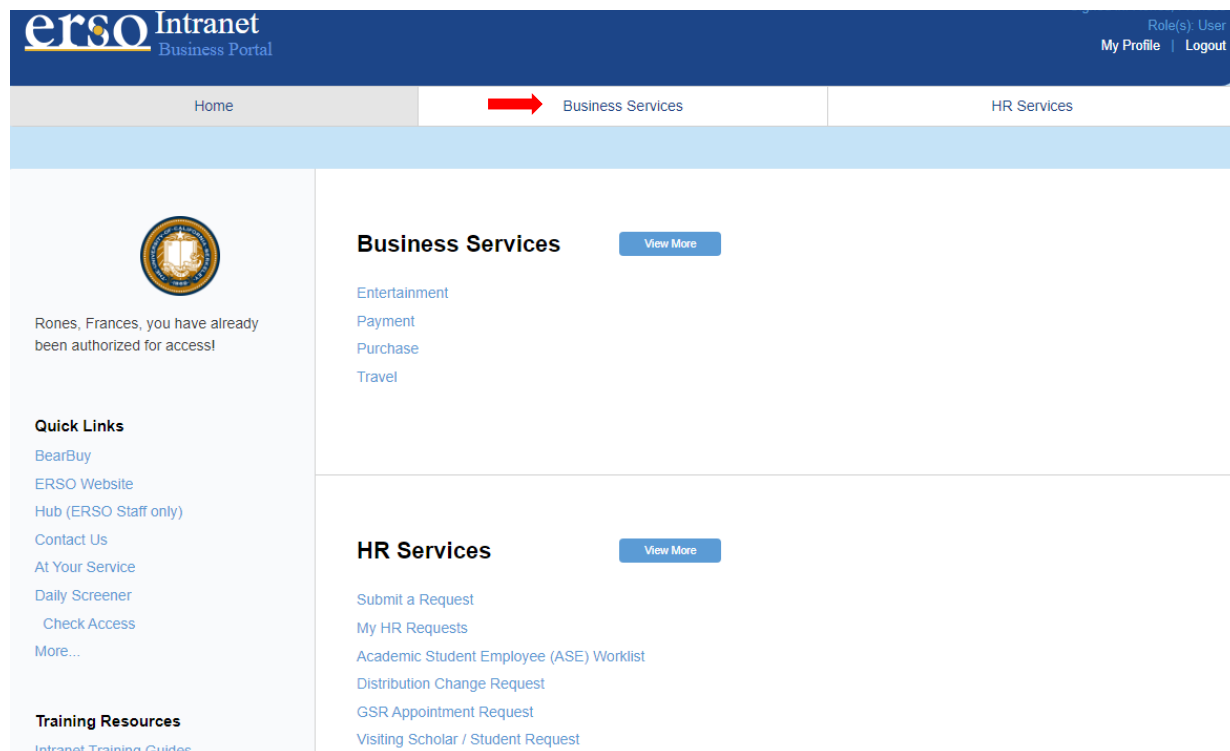 erso Intranet
Business Portal
Role(s): User
My Profile | Logout
Home
Business Services
HR Services
Rones, Frances, you have already
been authorized for access!
Quick Links
BearBuy
ERSO Website
Hub (ERSO Staff only)
Contact Us
At Your Service
Daily Screener
Check Access
More...
Training Resources
Intranet Training Guides
Business Services
View More
Entertainment
Payment
Purchase
Travel
HR Services
View More
Submit a Request
My HR Requests
Academic Student Employee (ASE) Worklist
Distribution Change Request
GSR Appointment Request
Visiting Scholar / Student Request